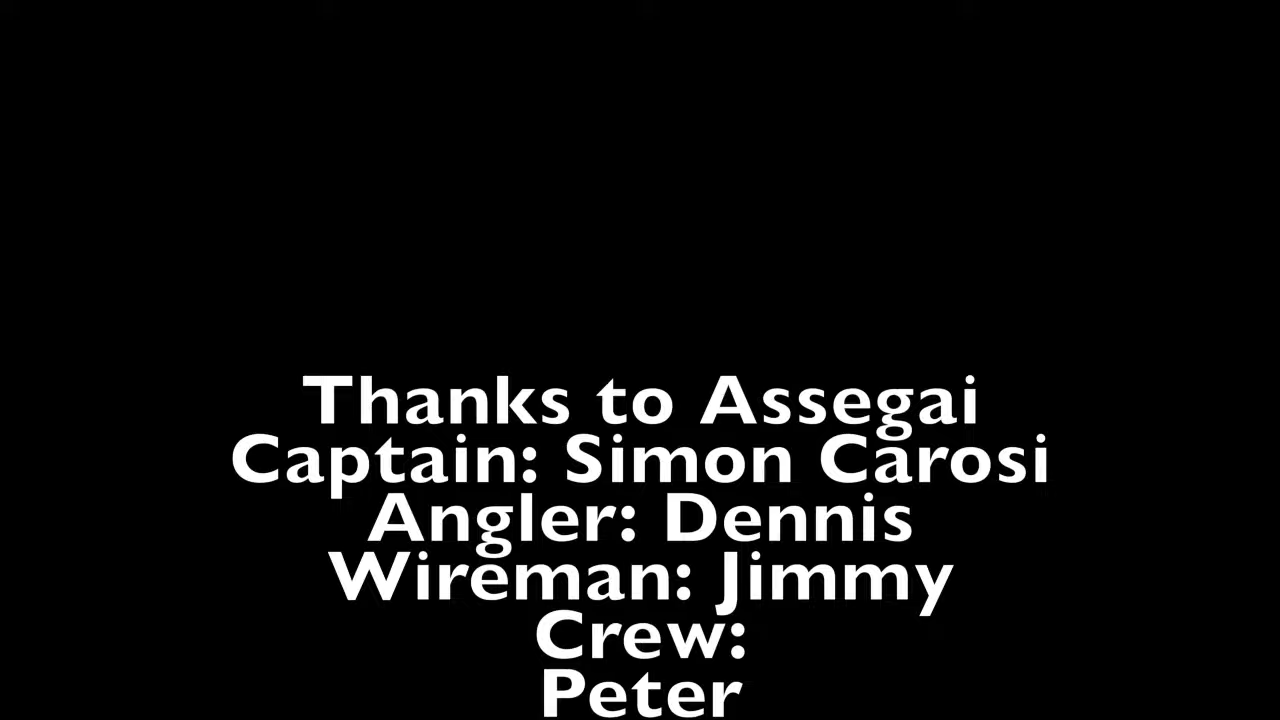 Thanks to Assegai
Captain: Simon Carosi
Angler: Dennis
Wireman: Jimmy
Crew:
Peter